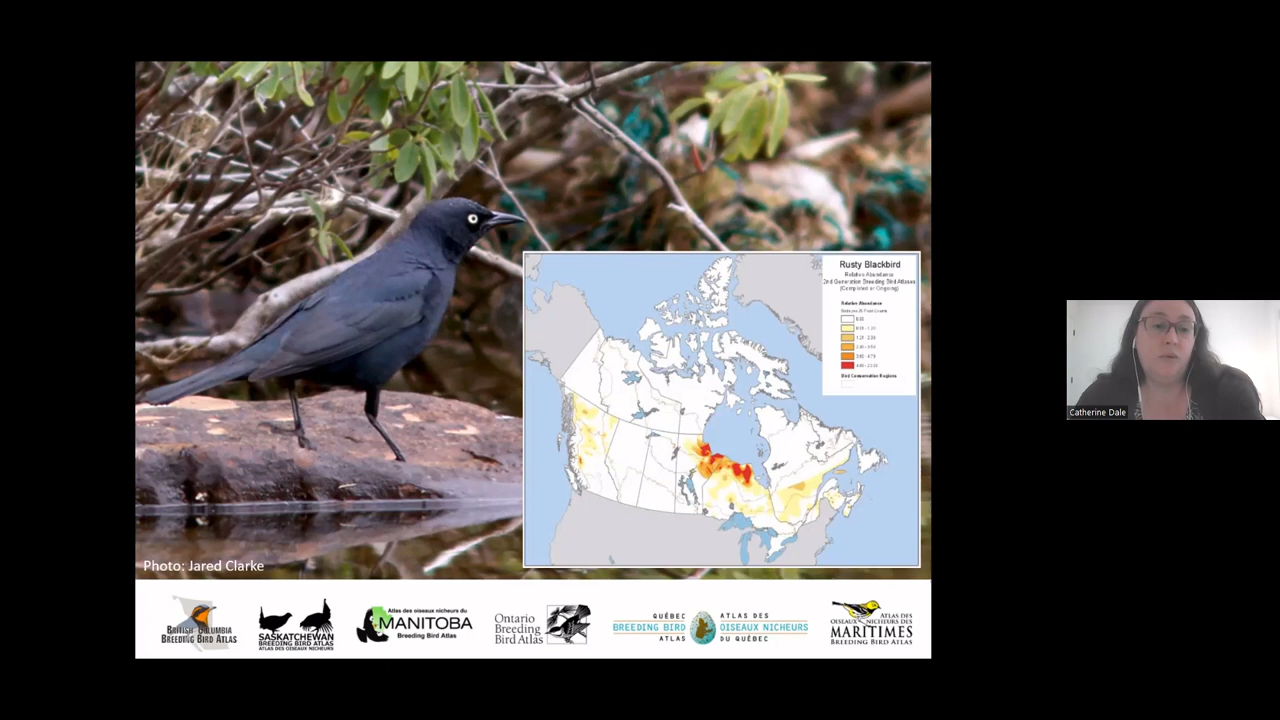 Rusty Blackbird
Relative Abundance
2nd Generation Breeding Bird Atlases
(Completed or Ongoing)
Relative Abundance
0.00
Bird Conservation Regions
Catherine Dale
Photo: Jared Clarke
BRITISH COLUMBIA
BREEDING BIRD ATLAS
SASKATCHEWAN
BREEDING BIRD ATLAS
ATLAS DES OISEAUX NICHEURS
Atlas des oiseaux nicheurs du
MANITOBA
Breeding Bird Atlas
Ontario
Breeding
Bird Atlas
QUÉBEC
BREEDING BIRD
ATLAS
ATLAS DES
OISEAUX NICHEURS
DU QUÉBEC
ATLAS DES
OISEAUX NICHEURS DES
MARITIMES
BREEDING BIRD ATLAS